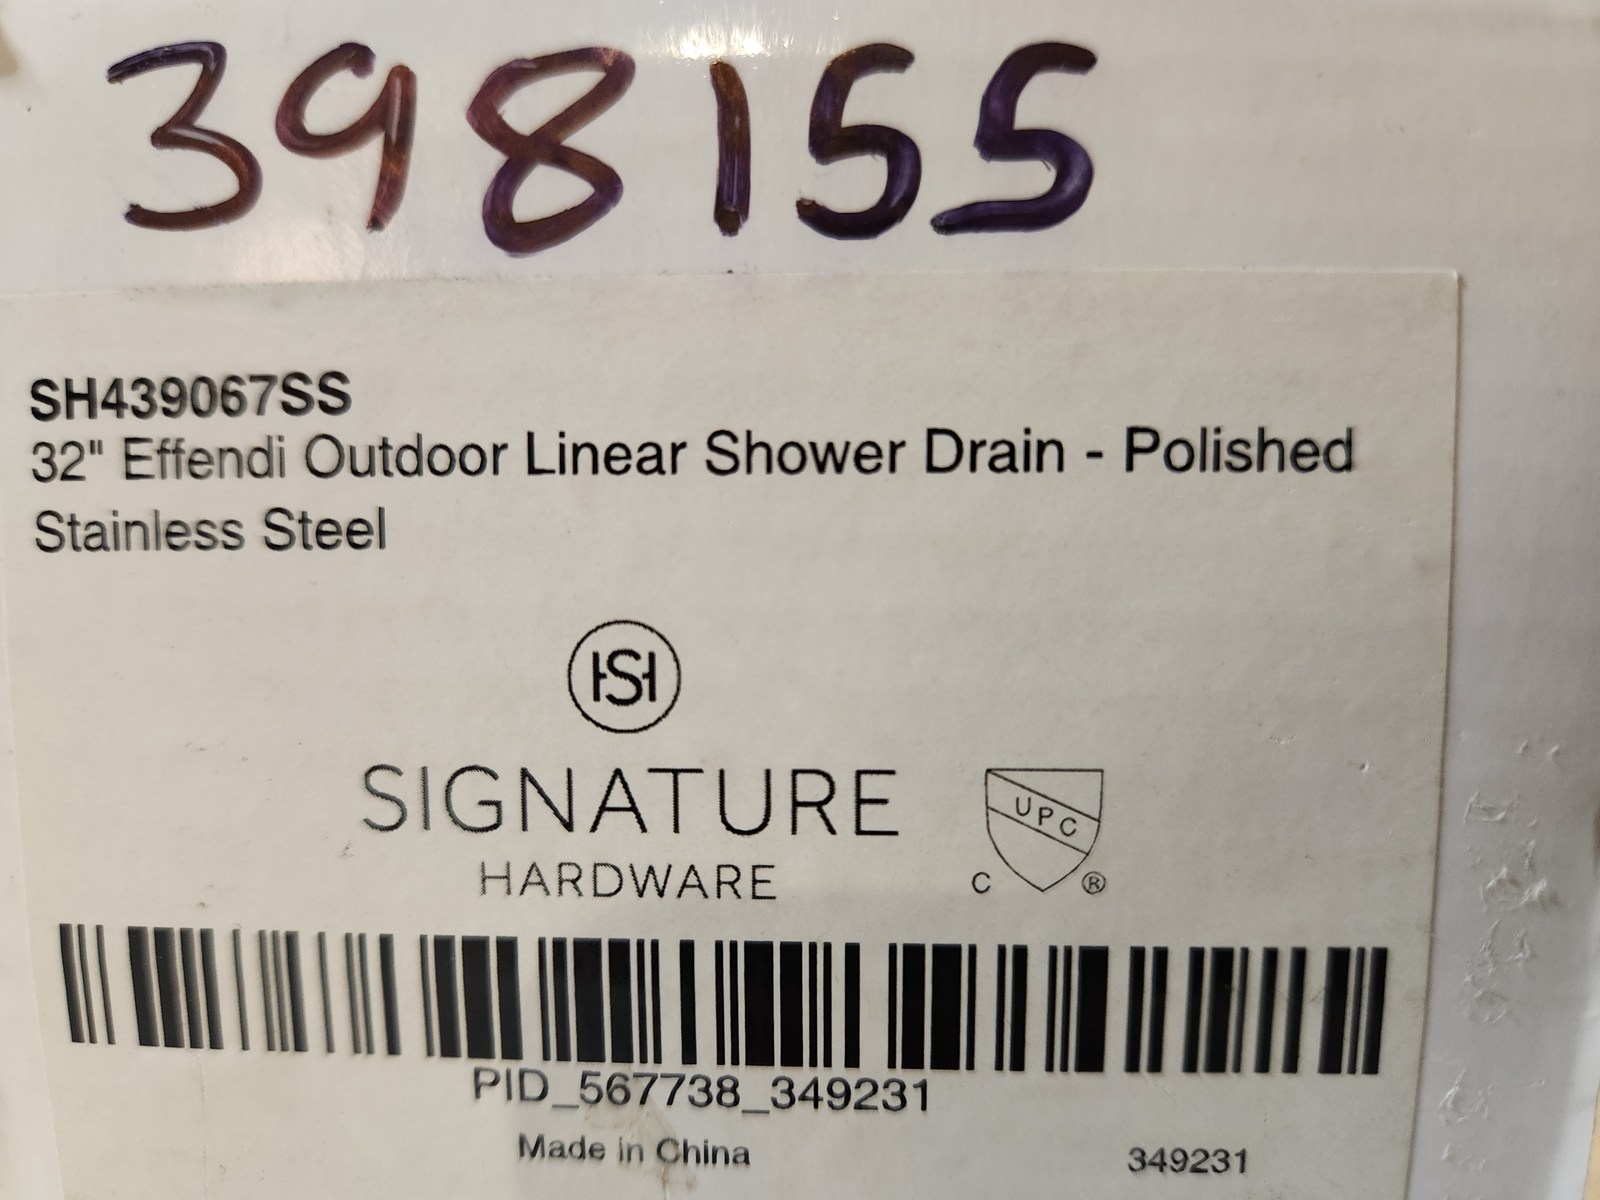 398155
SH439067SS
32" Effendi Outdoor Linear Shower Drain - Polished
Stainless Steel
HSH
SIGNATURE
HARDWARE
UPC
C ®
PID_567738_349231
Made in China
349231